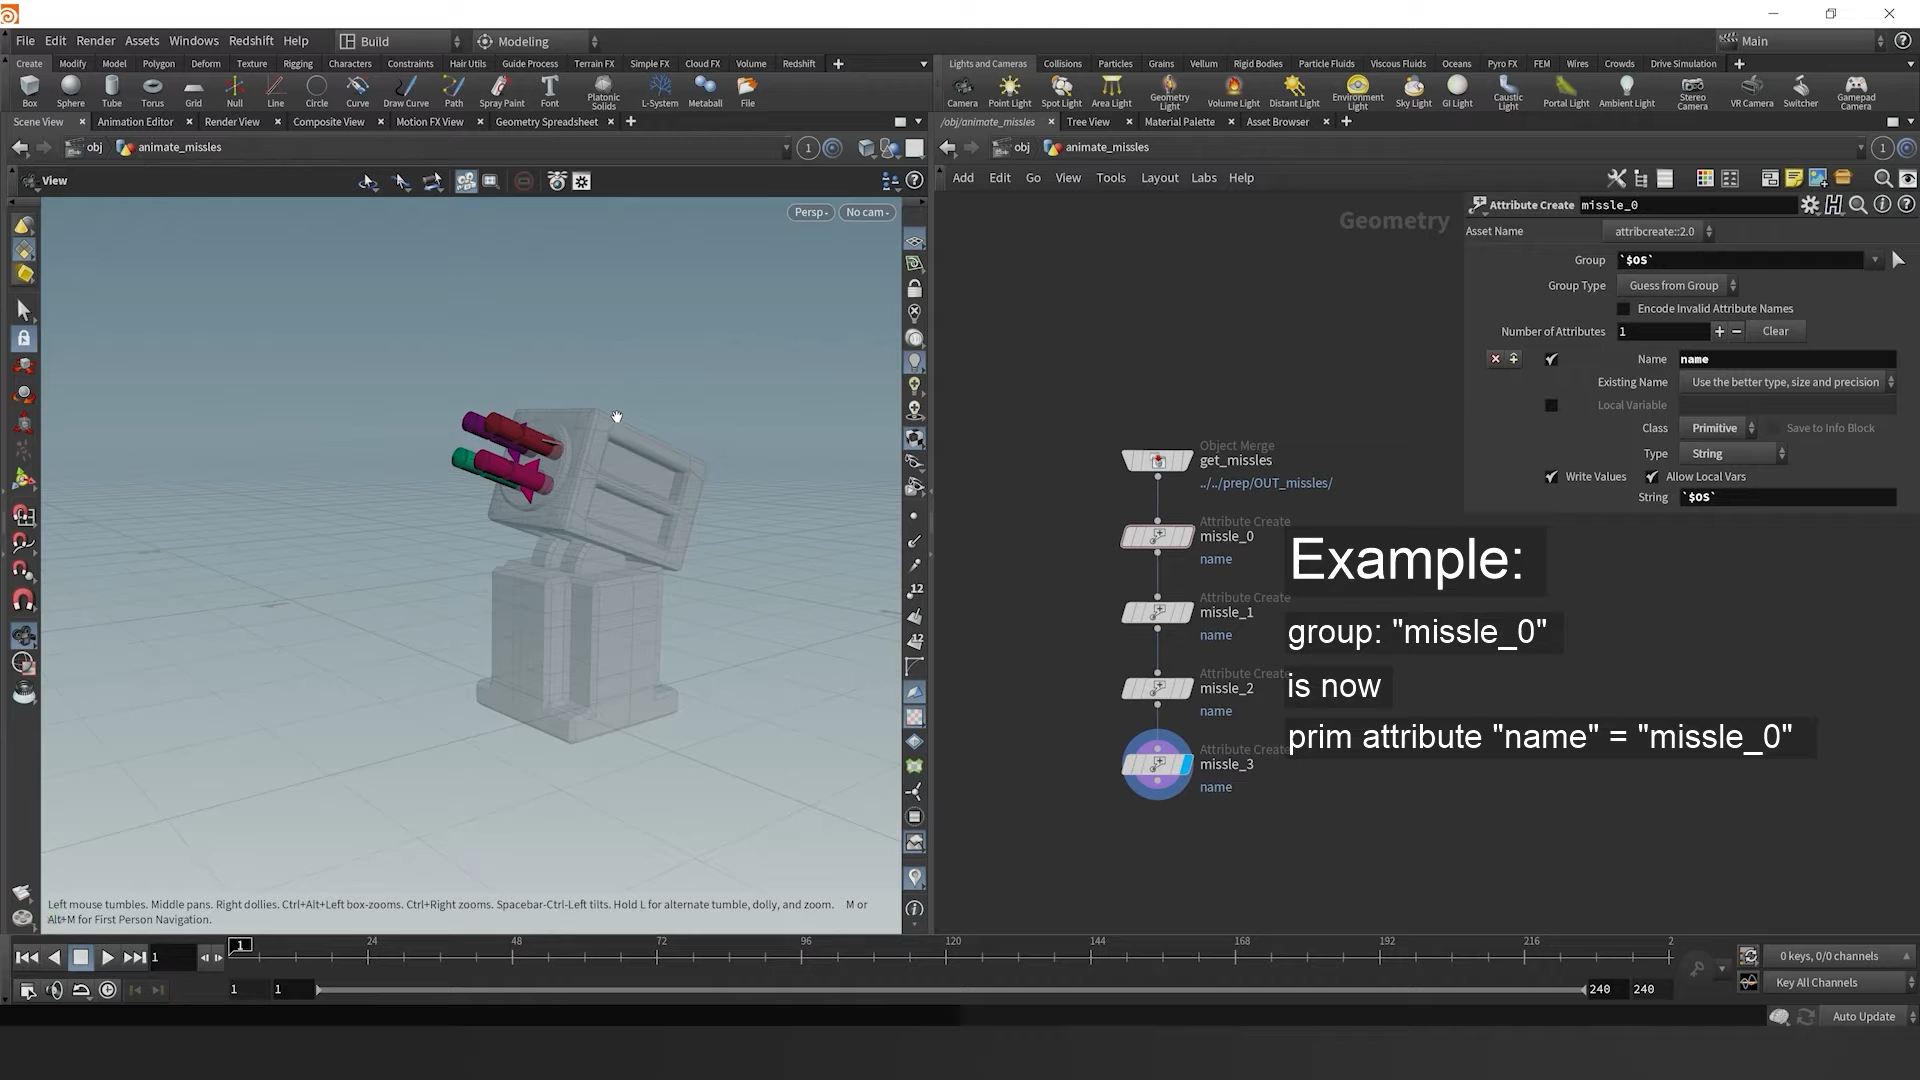 File Edit Render Assets Windows Redshift Help Build Modeling Main
Create Modify Model Polygon Deform Texture Rigging Characters Constraints Hair Utils Guide Process Terrain FX Simple FX Cloud FX Volume Redshift
Box Sphere Tube Torus Grid Null Line Circle Curve Draw Curve Path Spray Paint Font Platonic Solids L-System Metaball File
Lights and Cameras Collisions Particles Grains Vellum Rigid Bodies Particle Fluids Viscous Fluids Oceans Pyro FX FEM Wires Crowds Drive Simulation
Camera Point Light Spot Light Area Light Geometry Light Volume Light Distant Light Environment Light Sky Light GI Light Caustic Light Portal Light Ambient Light Stereo Camera VR Camera Switcher Gamepad Camera
Scene View Animation Editor Render View Composite View Motion FX View Geometry Spreadsheet
/obj/animate_missles Tree View Material Palette Asset Browser
obj animate_missles 1
obj animate_missles 1
View
Persp No cam
Add Edit Go View Tools Layout Labs Help
Geometry
Attribute Create missle_0
Asset Name attribcreate::2.0
Group `$OS`
Group Type Guess from Group
Encode Invalid Attribute Names
Number of Attributes 1 Clear
Name name
Existing Name Use the better type, size and precision
Local Variable
Class Primitive Save to Info Block
Type String
Write Values Allow Local Vars
String `$OS`
Object Merge
get_missles
../../prep/OUT_missles/
Attribute Create
missle_0
name
Attribute Create
missle_1
name
Attribute Create
missle_2
name
Attribute Create
missle_3
name
Example:
group: "missle_0"
is now
prim attribute "name" = "missle_0"
12
12
Left mouse tumbles. Middle pans. Right dollies. Ctrl+Alt+Left box-zooms. Ctrl+Right zooms. Spacebar-Ctrl-Left tilts. Hold L for alternate tumble, dolly, and zoom. M or
Alt+M for First Person Navigation.
1 1 24 48 72 96 120 144 168 192 216 2
0 keys, 0/0 channels
1 1 240 240
Key All Channels
Auto Update